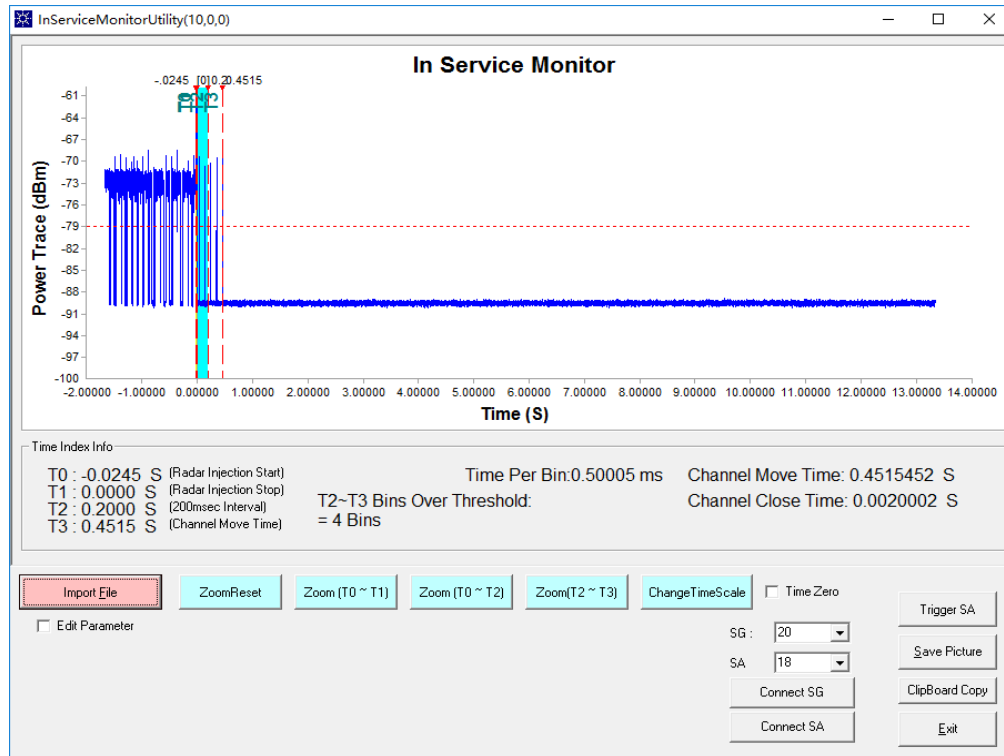 InServiceMonitorUtility(10,0,0)
In Service Monitor
-.0245 [0] 0.2 0.4515
T3
Power Trace (dBm)
-61
-64
-67
-70
-73
-76
-79
-82
-85
-88
-91
-94
-97
-100
-2.00000 -1.00000 0.00000 1.00000 2.00000 3.00000 4.00000 5.00000 6.00000 7.00000 8.00000 9.00000 10.00000 11.00000 12.00000 13.00000 14.00000
Time (S)
Time Index Info
T0 : -0.0245 S (Radar Injection Start)
T1 : 0.0000 S (Radar Injection Stop)
T2 : 0.2000 S (200msec Interval)
T3 : 0.4515 S (Channel Move Time)
Time Per Bin:0.50005 ms
T2~T3 Bins Over Threshold:
= 4 Bins
Channel Move Time: 0.4515452 S
Channel Close Time: 0.0020002 S
Import File
ZoomReset
Zoom (T0 ~ T1)
Zoom (T0 ~ T2)
Zoom(T2 ~ T3)
ChangeTimeScale
Time Zero
Edit Parameter
SG : 20
SA 18
Connect SG
Connect SA
Trigger SA
Save Picture
ClipBoard Copy
Exit